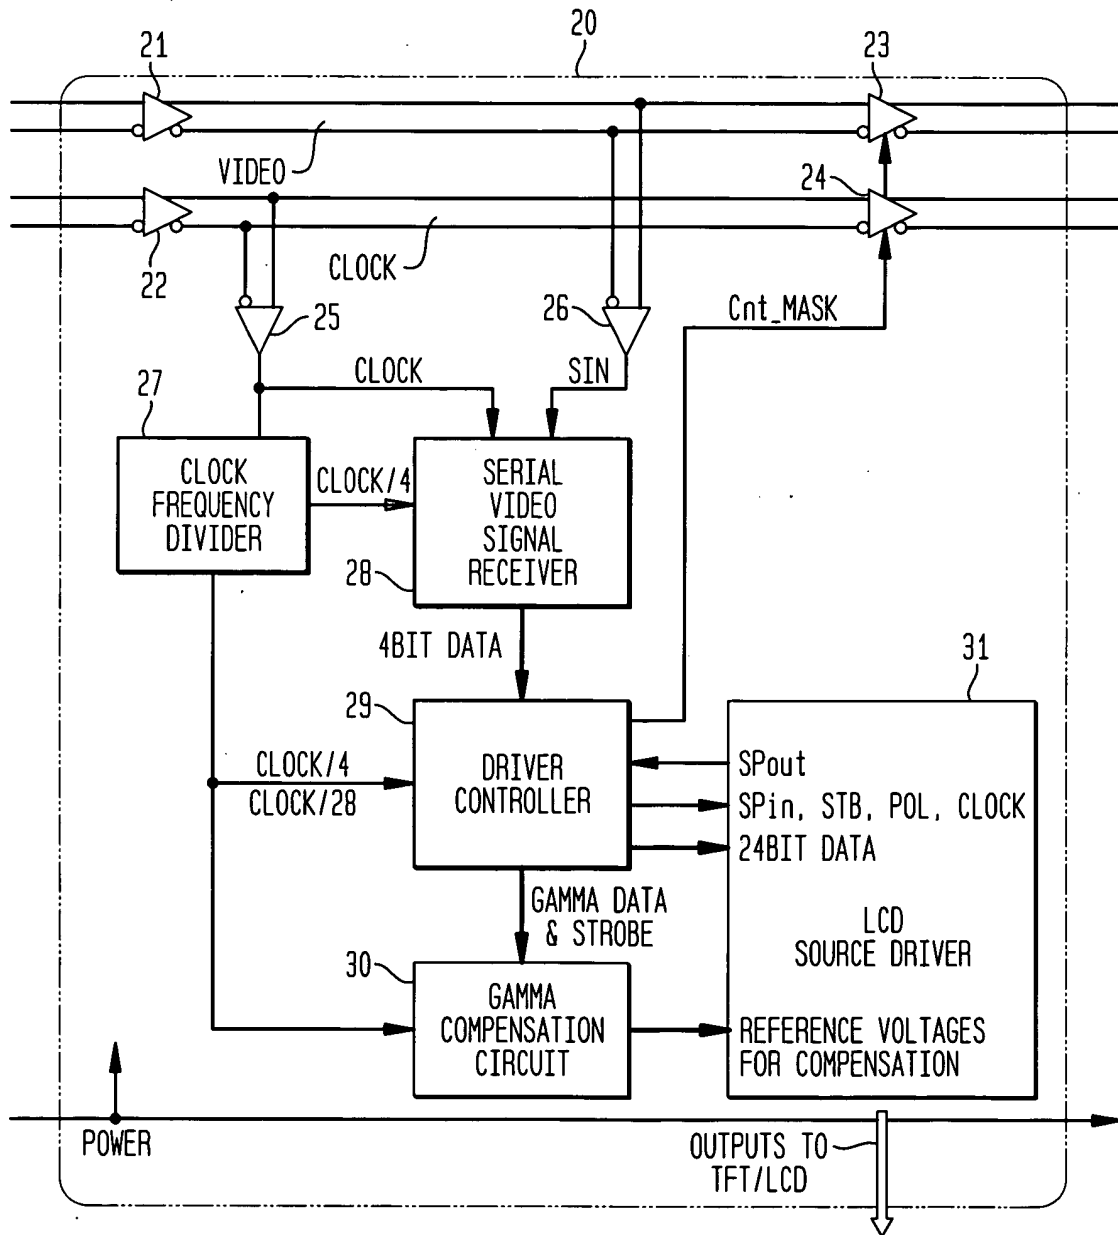 20
21
23
VIDEO
24
22
CLOCK
25
26
Cnt_MASK
CLOCK
SIN
27
CLOCK
FREQUENCY
DIVIDER
CLOCK/4
SERIAL
VIDEO
SIGNAL
RECEIVER
28
4BIT DATA
31
29
DRIVER
CONTROLLER
CLOCK/4
CLOCK/28
SPout
SPin, STB, POL, CLOCK
24BIT DATA
GAMMA DATA
& STROBE
LCD
SOURCE DRIVER
30
GAMMA
COMPENSATION
CIRCUIT
REFERENCE VOLTAGES
FOR COMPENSATION
POWER
OUTPUTS TO
TFT/LCD